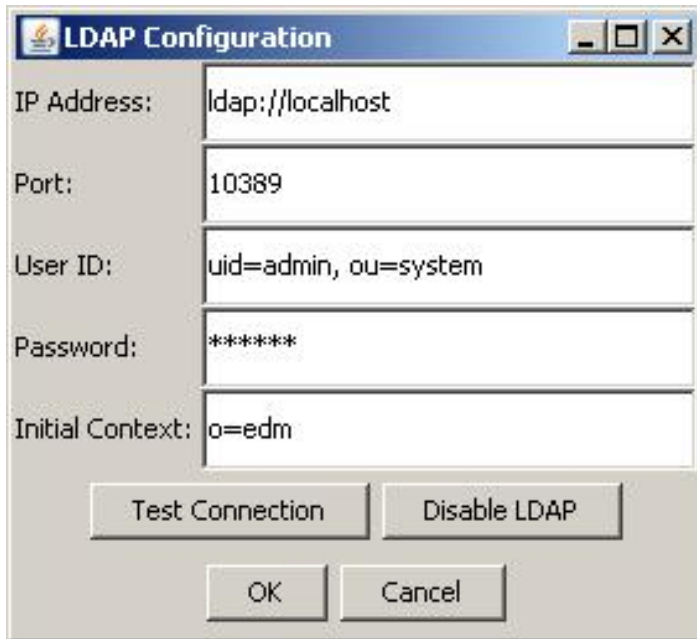 LDAP Configuration
IP Address: ldap://localhost
Port: 10389
User ID: uid=admin, ou=system
Password: ******
Initial Context: o=edm
Test Connection Disable LDAP
OK Cancel